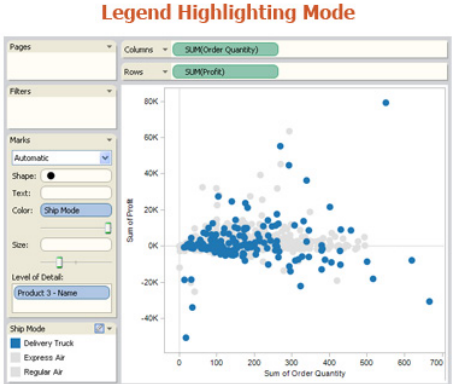 Legend Highlighting Mode
Pages
Columns SUM(Order Quantity)
Rows SUM(Profit)
Filters
Marks
Automatic
Shape:
Text:
Color: Ship Mode
Size:
Level of Detail:
Product 3 - Name
Ship Mode
Delivery Truck
Express Air
Regular Air
Sum of Profit
80K
60K
40K
20K
0K
-20K
-40K
0 100 200 300 400 500 600 700
Sum of Order Quantity